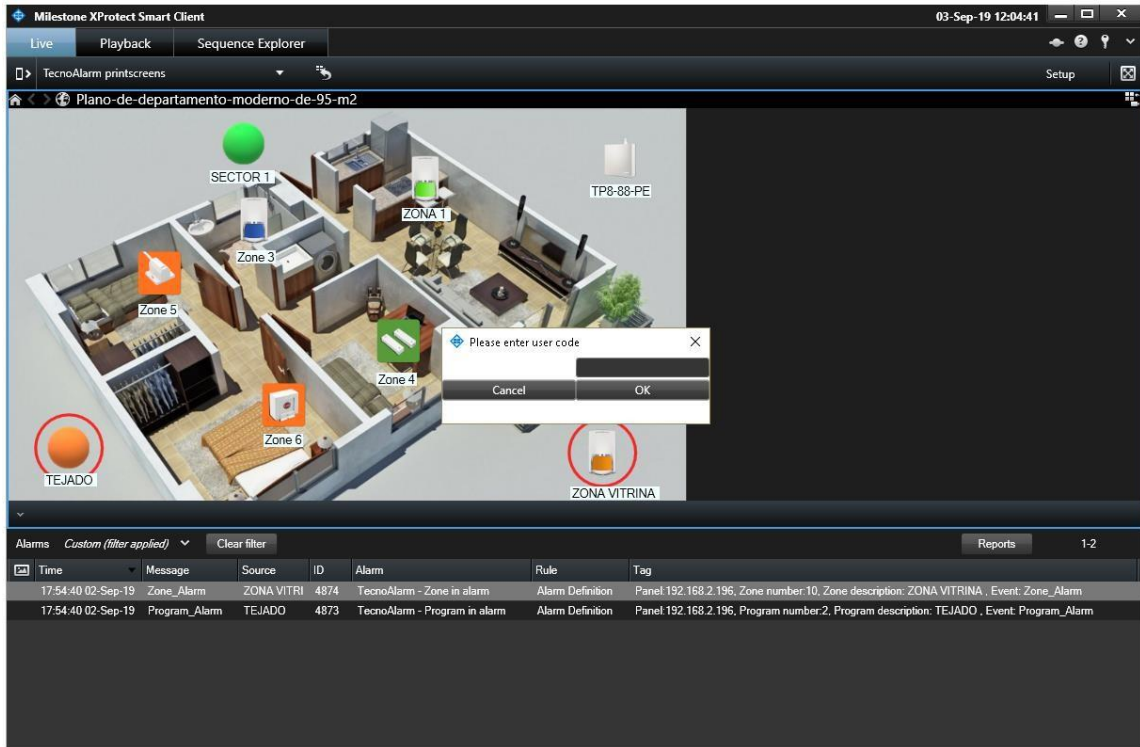 Milestone XProtect Smart Client
03-Sep-19 12:04:41
Live Playback Sequence Explorer
TecnoAlarm printscreens
Setup
Plano-de-departamento-moderno-de-95-m2
SECTOR 1
TP8-88-PE
ZONA 1
Zone 3
Zone 5
Please enter user code
Zone 4
Cancel OK
Zone 6
TEJADO
ZONA VITRINA
Alarms Custom (filter applied) Clear filter Reports 1-2
Time Message Source ID Alarm Rule Tag
17:54:40 02-Sep-19 Zone_Alarm ZONA VITRI 4874 TecnoAlarm - Zone in alarm Alarm Definition Panel:192.168.2.196, Zone number:10, Zone description: ZONA VITRINA , Event: Zone_Alarm
17:54:40 02-Sep-19 Program_Alarm TEJADO 4873 TecnoAlarm - Program in alarm Alarm Definition Panel:192.168.2.196, Program number:2, Program description: TEJADO , Event: Program_Alarm